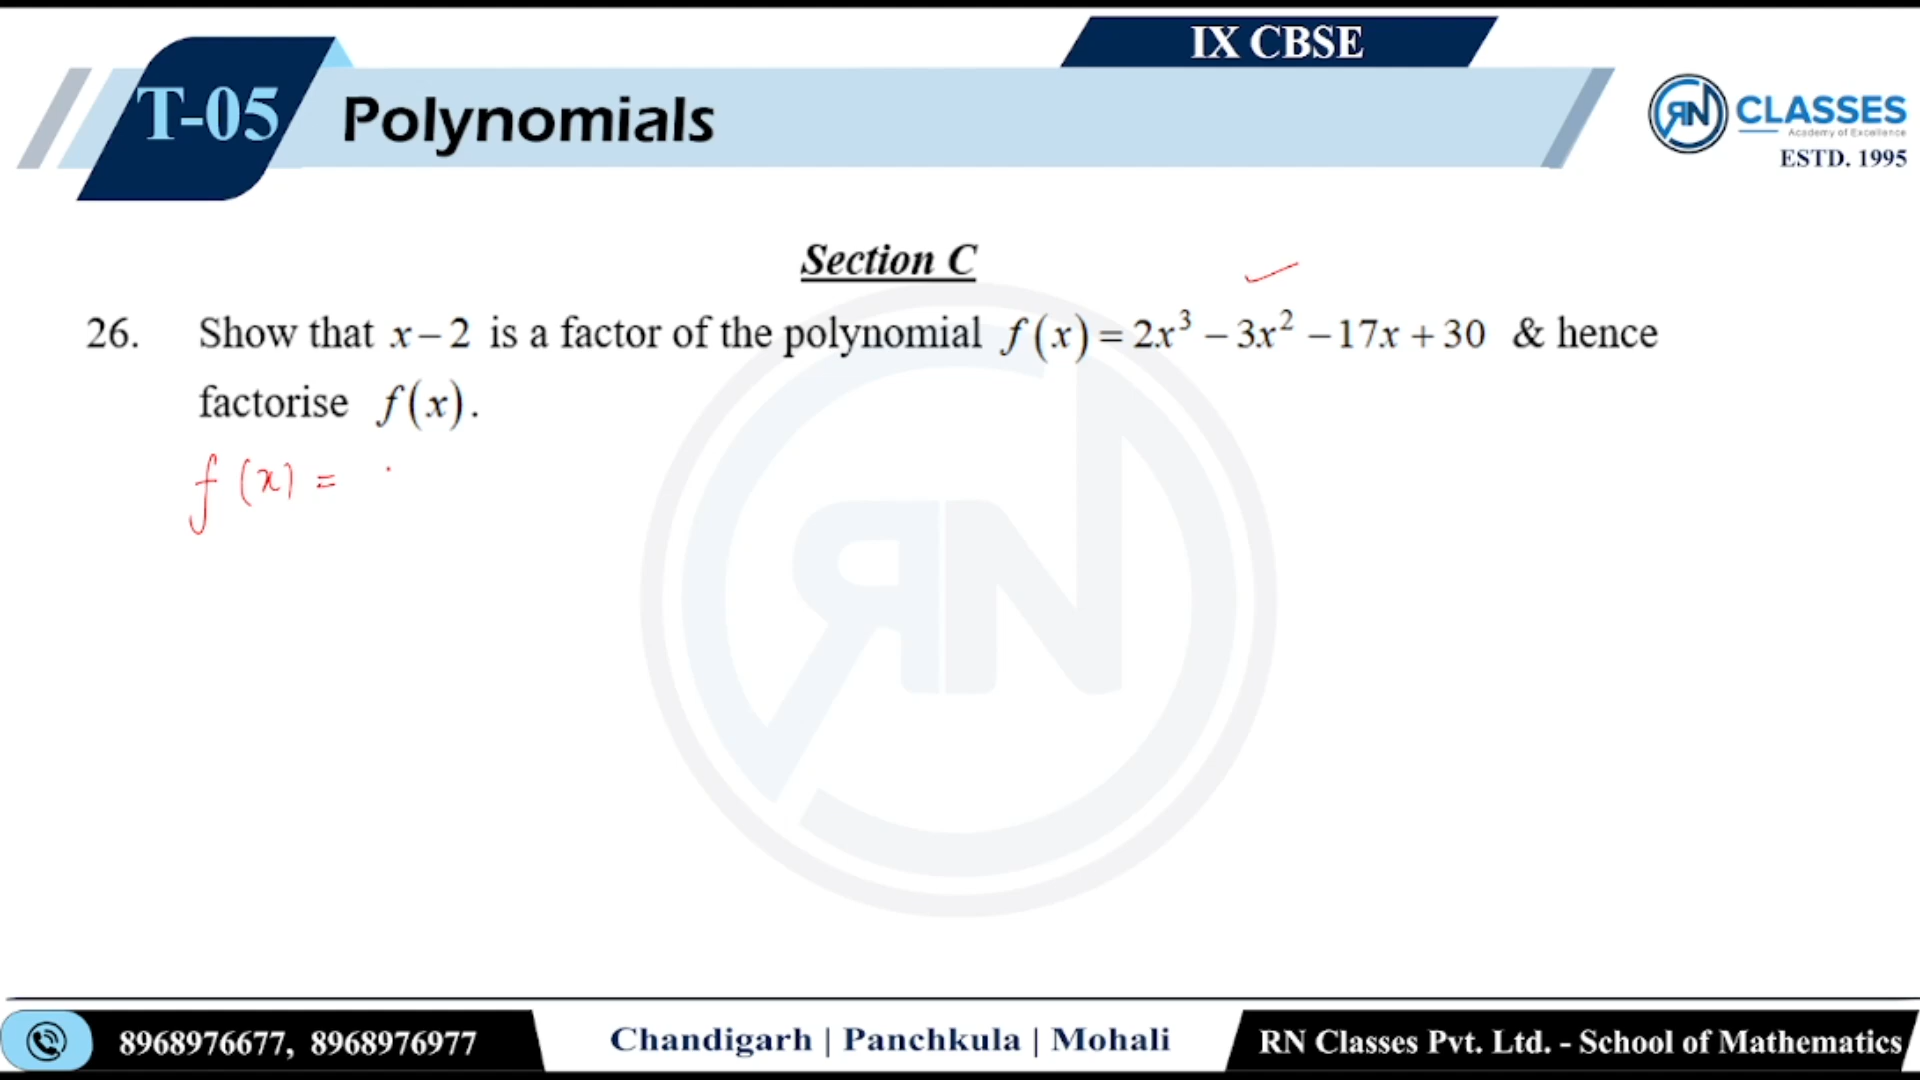 IX CBSE
T-05 Polynomials
RN CLASSES
Academy of Excellence
ESTD. 1995
Section C
26. Show that x − 2 is a factor of the polynomial f(x) = 2x³ − 3x² − 17x + 30 & hence
factorise f(x).
f(x) =
RN
8968976677, 8968976977
Chandigarh | Panchkula | Mohali
RN Classes Pvt. Ltd. - School of Mathematics